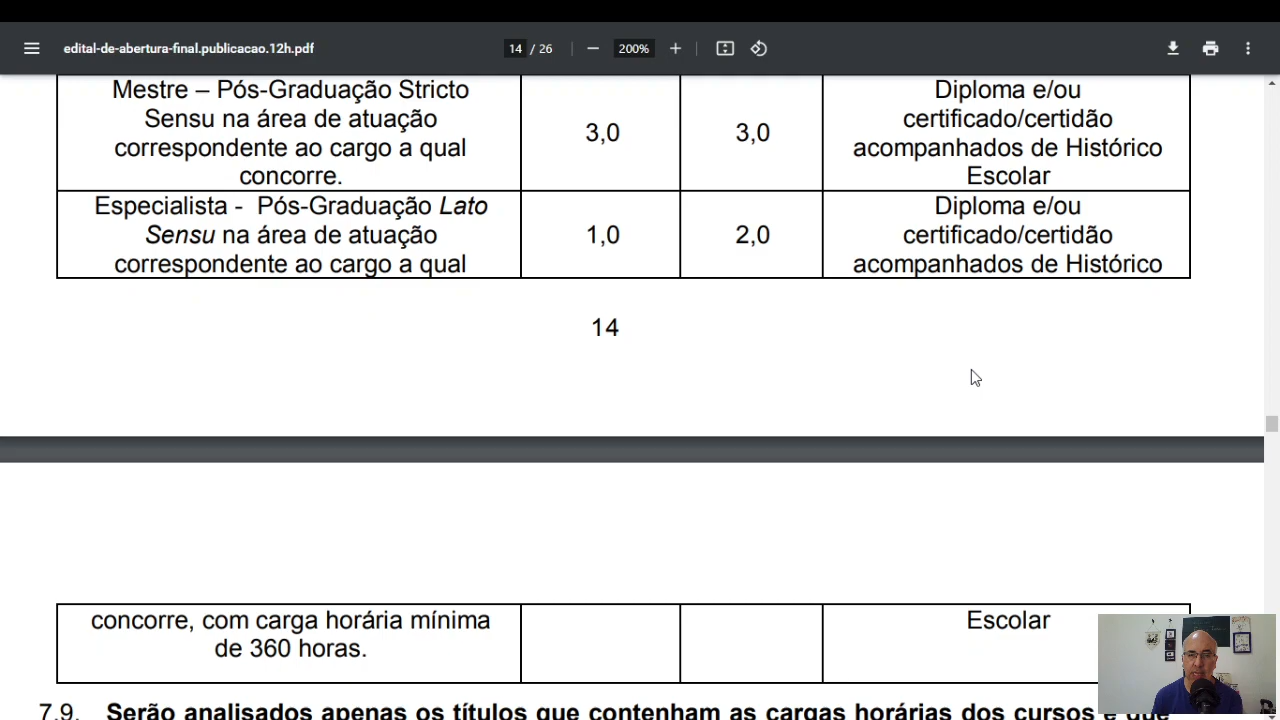 edital-de-abertura-final.publicacao.12h.pdf
14 / 26
200%
Mestre – Pós-Graduação Stricto
Sensu na área de atuação
correspondente ao cargo a qual
concorre.
3,0
3,0
Diploma e/ou
certificado/certidão
acompanhados de Histórico
Escolar
Especialista - Pós-Graduação Lato
Sensu na área de atuação
correspondente ao cargo a qual
1,0
2,0
Diploma e/ou
certificado/certidão
acompanhados de Histórico
14
concorre, com carga horária mínima
de 360 horas.
Escolar
7.9. Serão analisados apenas os títulos que contenham as cargas horárias dos cursos e que